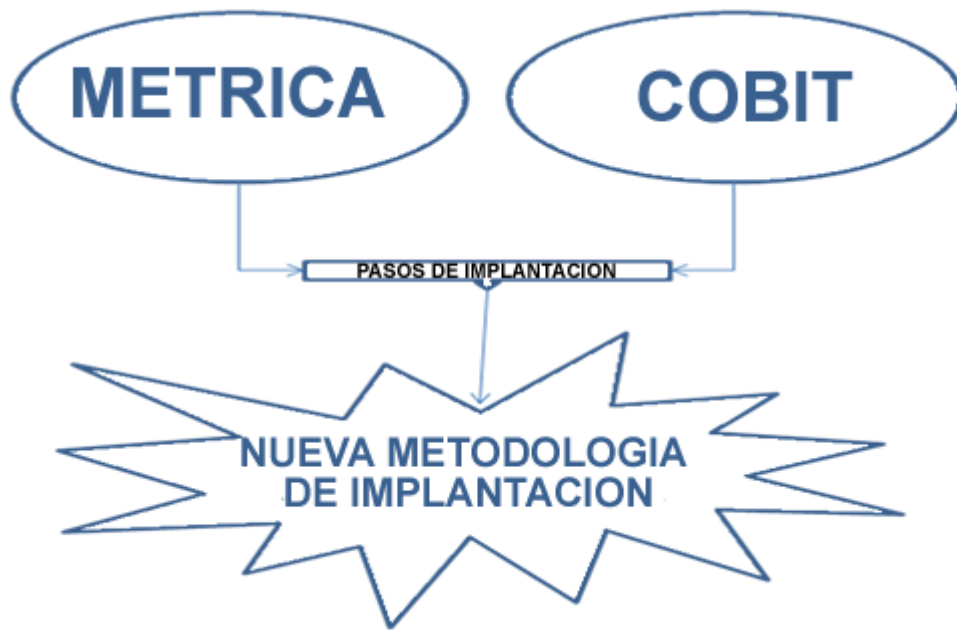 METRICA
COBIT
PASOS DE IMPLANTACION
NUEVA METODOLOGIA
DE IMPLANTACION